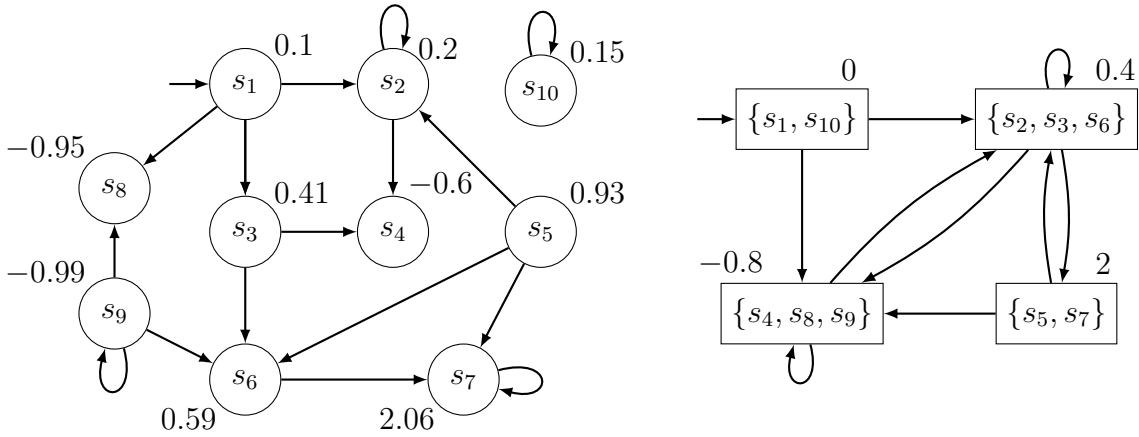 0.1
0.2
0.15
s₁
s₂
s₁₀
−0.95
s₈
0.41
−0.6
0.93
s₃
s₄
s₅
−0.99
s₉
s₆
s₇
0.59
2.06
0
0.4
{s₁, s₁₀}
{s₂, s₃, s₆}
−0.8
2
{s₄, s₈, s₉}
{s₅, s₇}